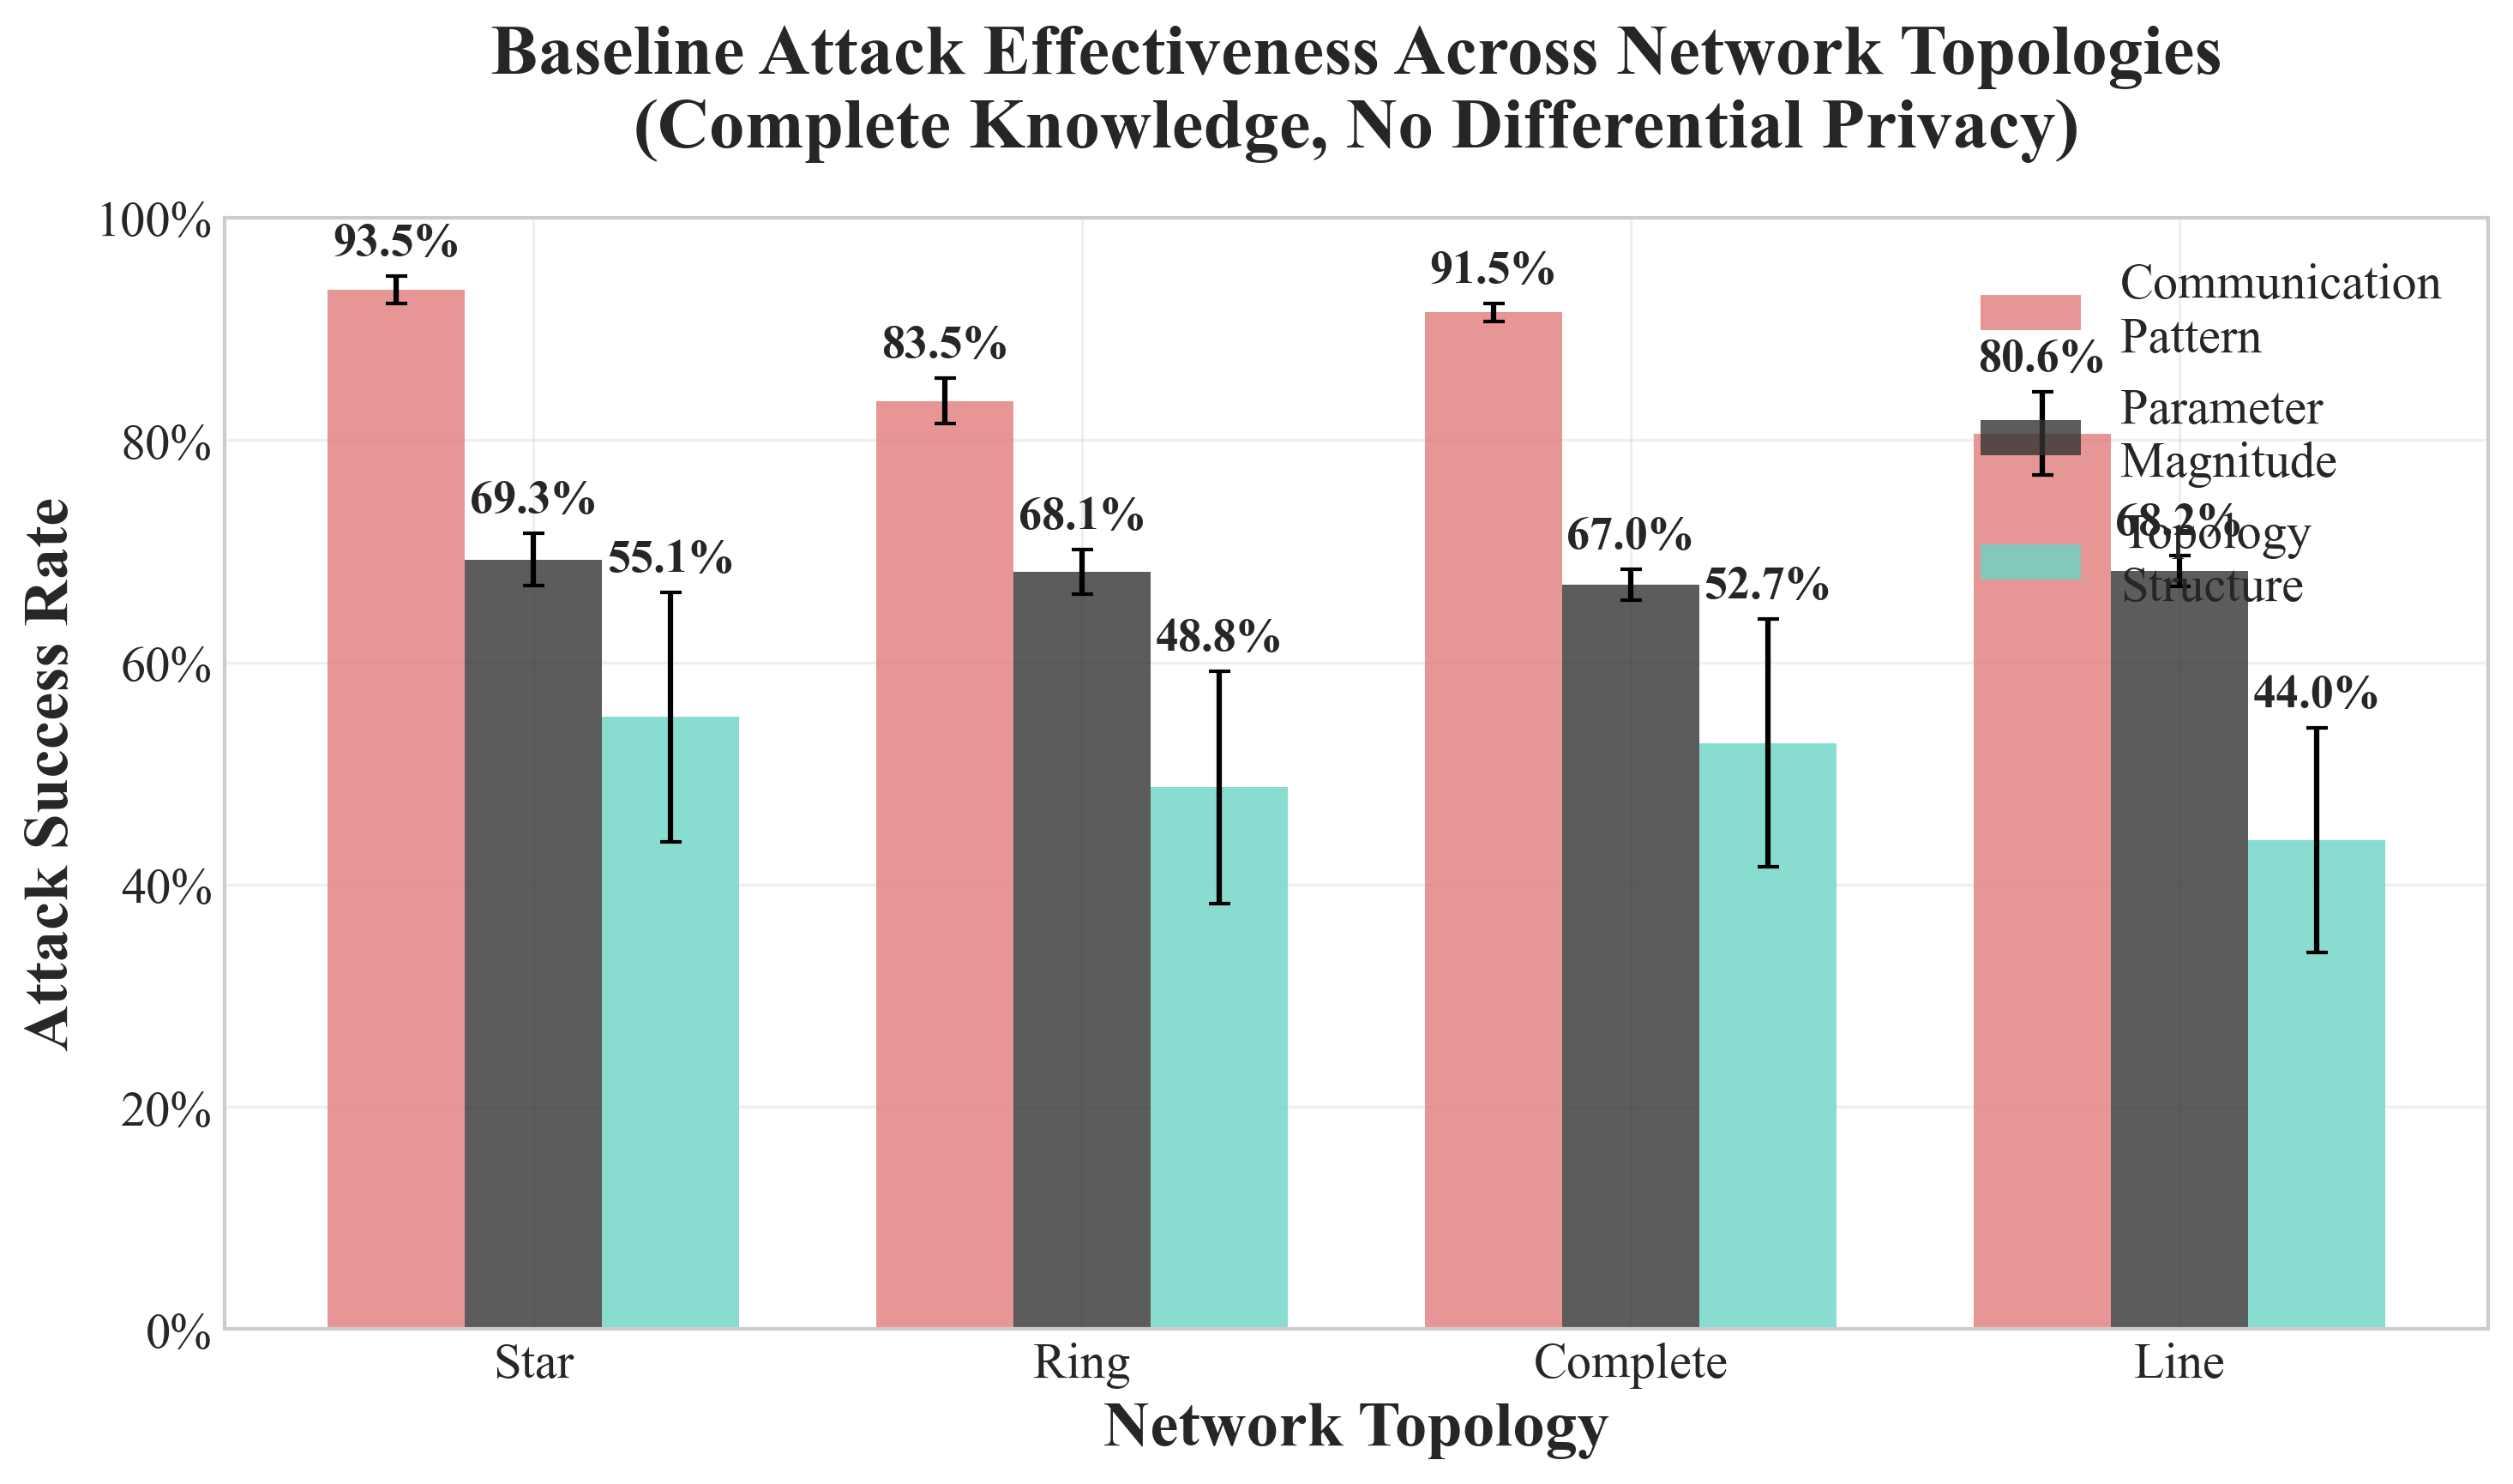 Baseline Attack Effectiveness Across Network Topologies
(Complete Knowledge, No Differential Privacy)
Attack Success Rate
100%
80%
60%
40%
20%
0%
93.5%
69.3%
55.1%
83.5%
68.1%
48.8%
91.5%
67.0%
52.7%
80.6%
68.2%
44.0%
Communication
Pattern
Parameter
Magnitude
Topology
Structure
Star
Ring
Complete
Line
Network Topology